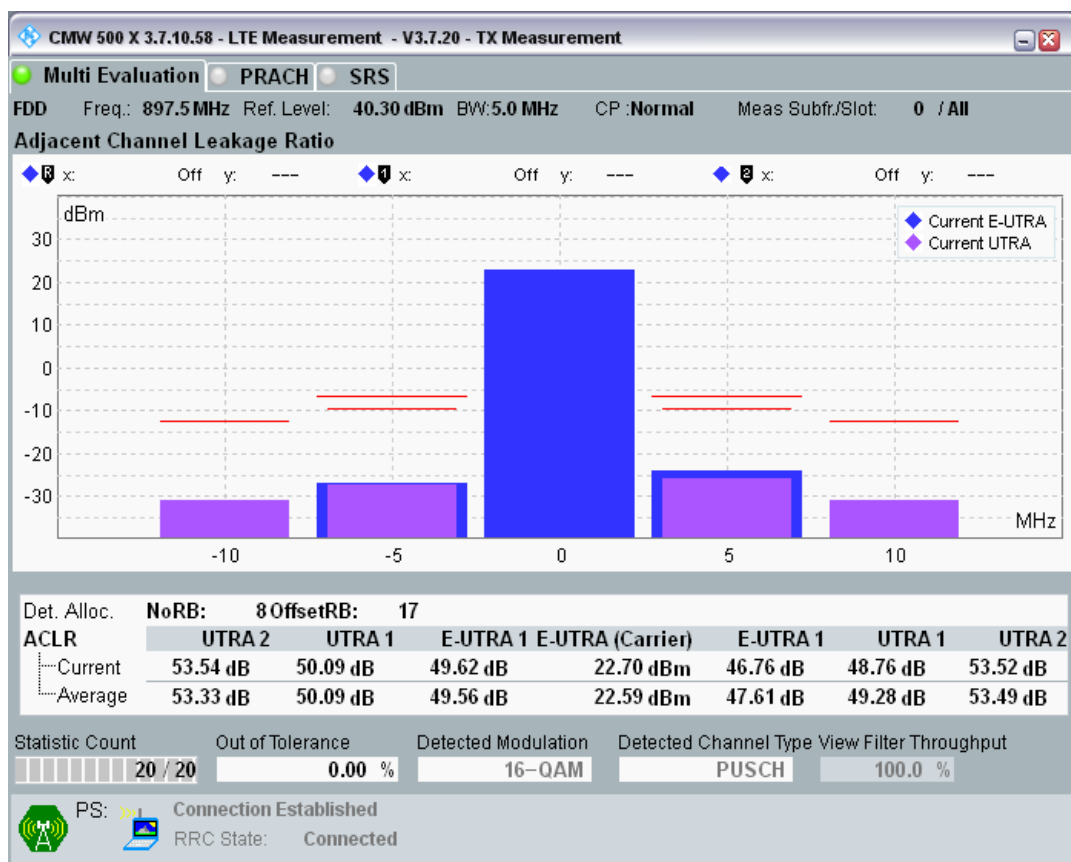 CMW 500 X 3.7.10.58 - LTE Measurement - V3.7.20 - TX Measurement
Multi Evaluation PRACH SRS
FDD Freq.: 897.5 MHz Ref. Level: 40.30 dBm BW:5.0 MHz CP :Normal Meas Subfr./Slot: 0 / All
Adjacent Channel Leakage Ratio
R x: Off y: --- 1 x: Off y: --- 2 x: Off y: ---
dBm
Current E-UTRA
Current UTRA
30
20
10
0
-10
-20
-30
MHz
-10 -5 0 5 10
Det. Alloc. NoRB: 8 OffsetRB: 17
ACLR UTRA 2 UTRA 1 E-UTRA 1 E-UTRA (Carrier) E-UTRA 1 UTRA 1 UTRA 2
Current 53.54 dB 50.09 dB 49.62 dB 22.70 dBm 46.76 dB 48.76 dB 53.52 dB
Average 53.33 dB 50.09 dB 49.56 dB 22.59 dBm 47.61 dB 49.28 dB 53.49 dB
Statistic Count Out of Tolerance Detected Modulation Detected Channel Type View Filter Throughput
20 / 20 0.00 % 16-QAM PUSCH 100.0 %
PS: Connection Established
RRC State: Connected